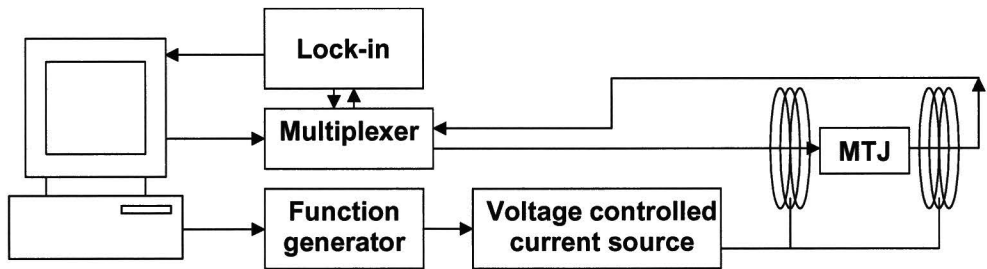 Lock-in
Multiplexer
MTJ
Function
generator
Voltage controlled
current source